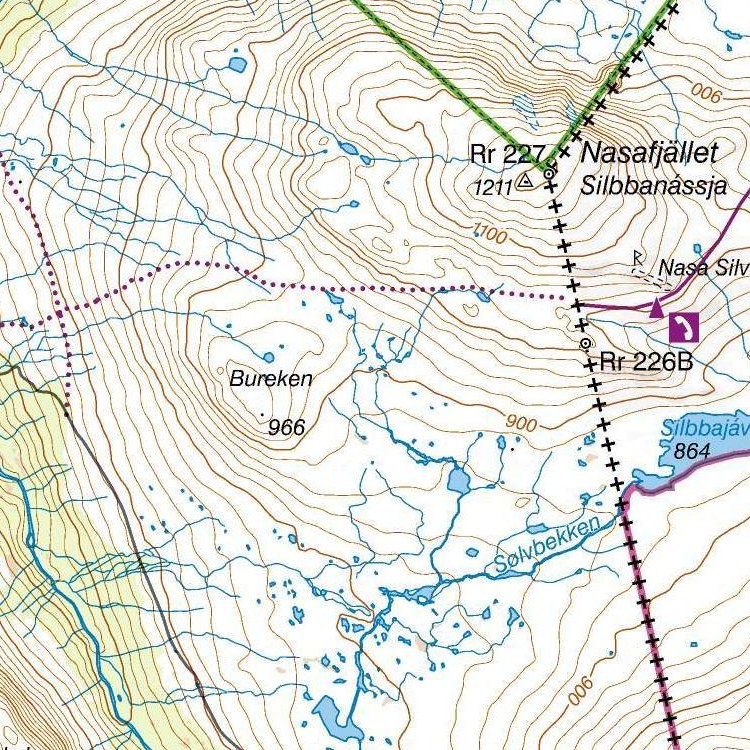 006
Rr 227
Nasafjället
1211
Silbbanássja
1100
Nasa Silv
Rr 226B
Bureken
966
900
Silbbajáv
864
Sølvbekken
006